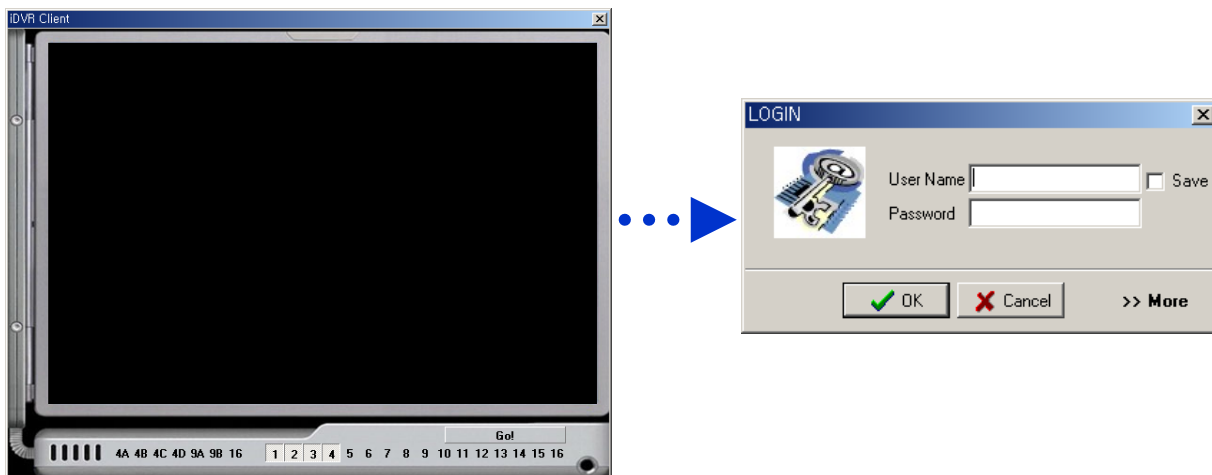 iDVR Client
Go!
4A 4B 4C 4D 9A 9B 16 1 2 3 4 5 6 7 8 9 10 11 12 13 14 15 16
LOGIN
User Name Save
Password
OK Cancel >> More